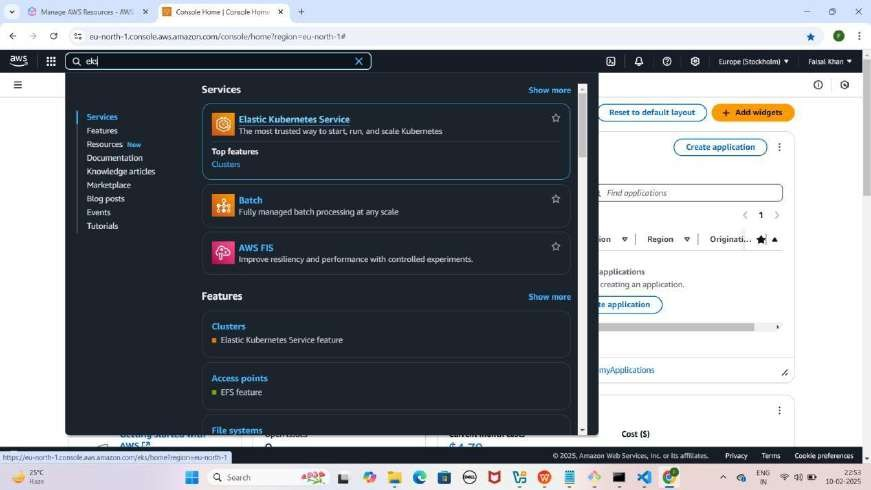 Manage AWS Resources - AWS
Console Home | Console Home
eu-north-1.console.aws.amazon.com/console/home?region=eu-north-1#
aws
eks
Europe (Stockholm)
Faisal Khan
Services
Show more
Services
Features
Resources New
Documentation
Knowledge articles
Marketplace
Blog posts
Events
Tutorials
Elastic Kubernetes Service
The most trusted way to start, run, and scale Kubernetes
Top features
Clusters
Batch
Fully managed batch processing at any scale
AWS FIS
Improve resiliency and performance with controlled experiments.
Features
Show more
Clusters
Elastic Kubernetes Service feature
Access points
EFS feature
File systems
Reset to default layout
+ Add widgets
Create application
Find applications
1
ion
Region
Originati...
applications
creating an application.
te application
myApplications
Getting started with
AWS
Open issues
0
Current month costs
Cost ($)
https://eu-north-1.console.aws.amazon.com/eks/home?region=eu-north-1
© 2025, Amazon Web Services, Inc. or its affiliates.
Privacy
Terms
Cookie preferences
25°C
Haze
Search
DELL
ENG
IN
22:53
10-02-2025